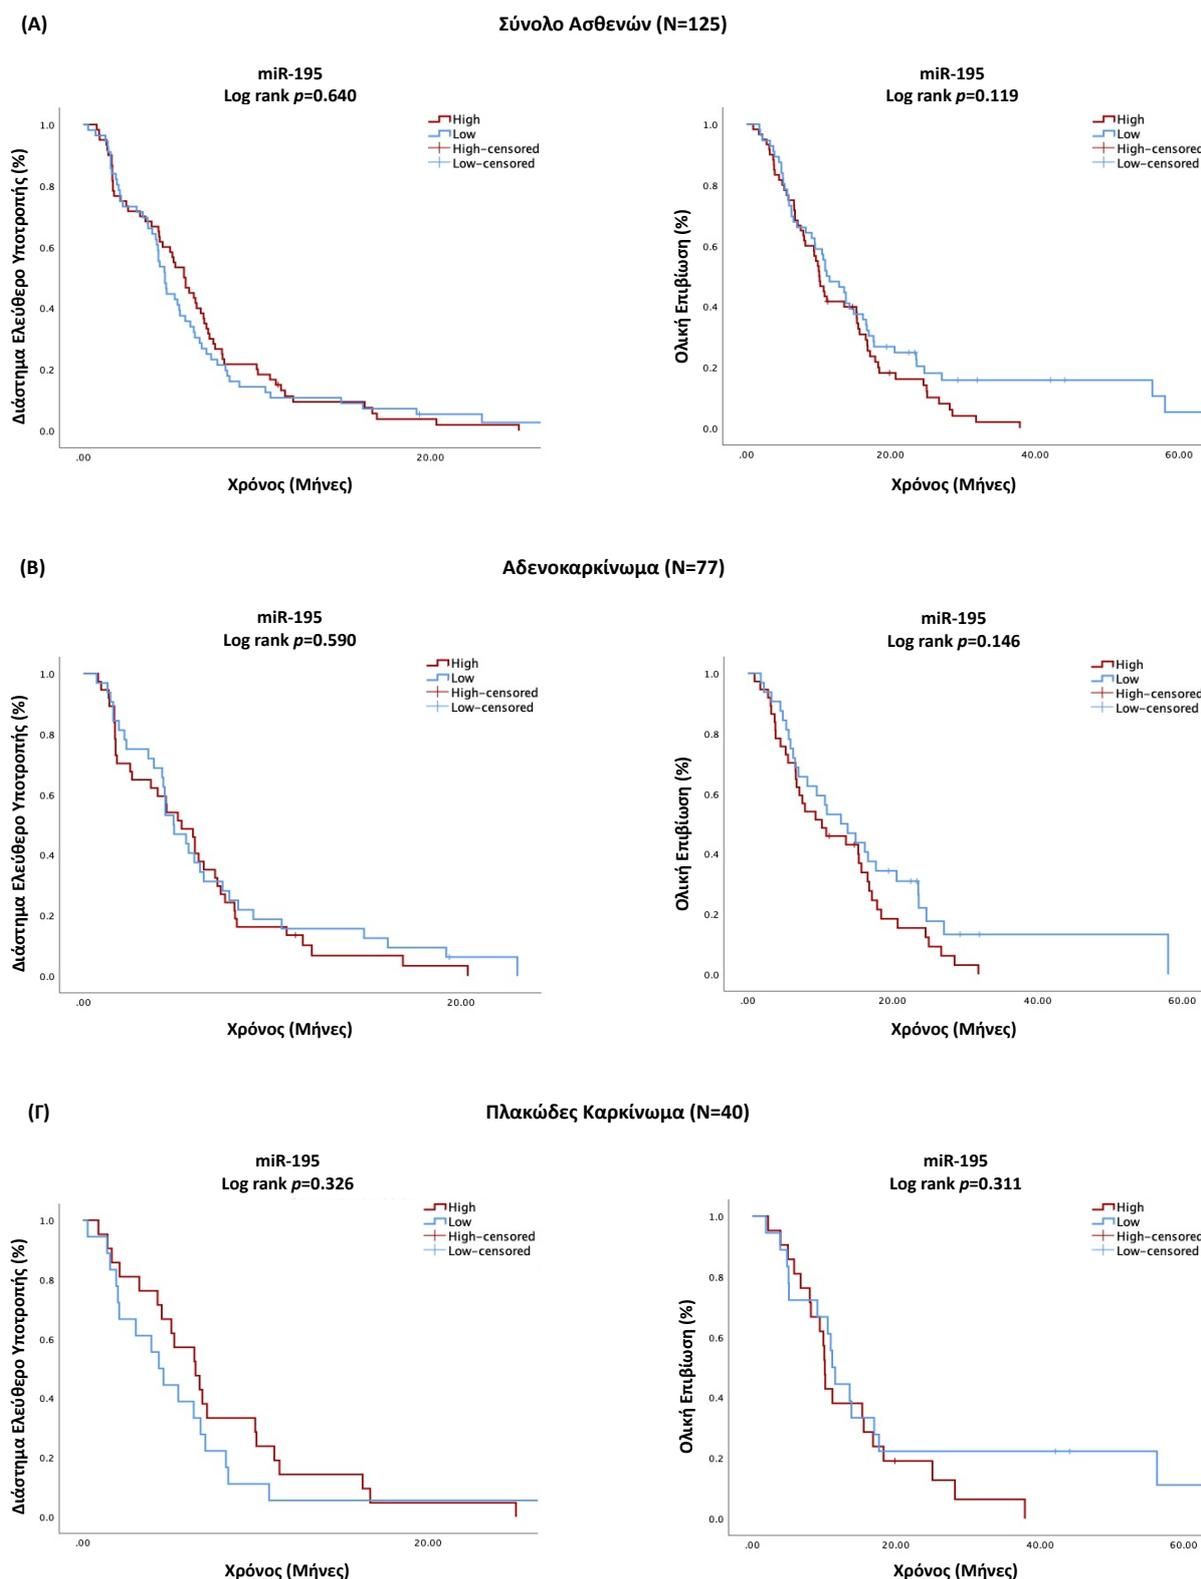 (Α)
Σύνολο Ασθενών (N=125)
miR-195
Log rank p=0.640
High
Low
High-censored
Low-censored
Διάστημα Ελεύθερο Υποτροπής (%)
1.0
0.8
0.6
0.4
0.2
0.0
.00
20.00
Χρόνος (Μήνες)
miR-195
Log rank p=0.119
High
Low
High-censored
Low-censored
Ολική Επιβίωση (%)
1.0
0.8
0.6
0.4
0.2
0.0
.00
20.00
40.00
60.00
Χρόνος (Μήνες)
(Β)
Αδενοκαρκίνωμα (N=77)
miR-195
Log rank p=0.590
High
Low
High-censored
Low-censored
Διάστημα Ελεύθερο Υποτροπής (%)
1.0
0.8
0.6
0.4
0.2
0.0
.00
20.00
Χρόνος (Μήνες)
miR-195
Log rank p=0.146
High
Low
High-censored
Low-censored
Ολική Επιβίωση (%)
1.0
0.8
0.6
0.4
0.2
0.0
.00
20.00
40.00
60.00
Χρόνος (Μήνες)
(Γ)
Πλακώδες Καρκίνωμα (N=40)
miR-195
Log rank p=0.326
High
Low
High-censored
Low-censored
Διάστημα Ελεύθερο Υποτροπής (%)
1.0
0.8
0.6
0.4
0.2
0.0
.00
20.00
Χρόνος (Μήνες)
miR-195
Log rank p=0.311
High
Low
High-censored
Low-censored
Ολική Επιβίωση (%)
1.0
0.8
0.6
0.4
0.2
0.0
.00
20.00
40.00
60.00
Χρόνος (Μήνες)